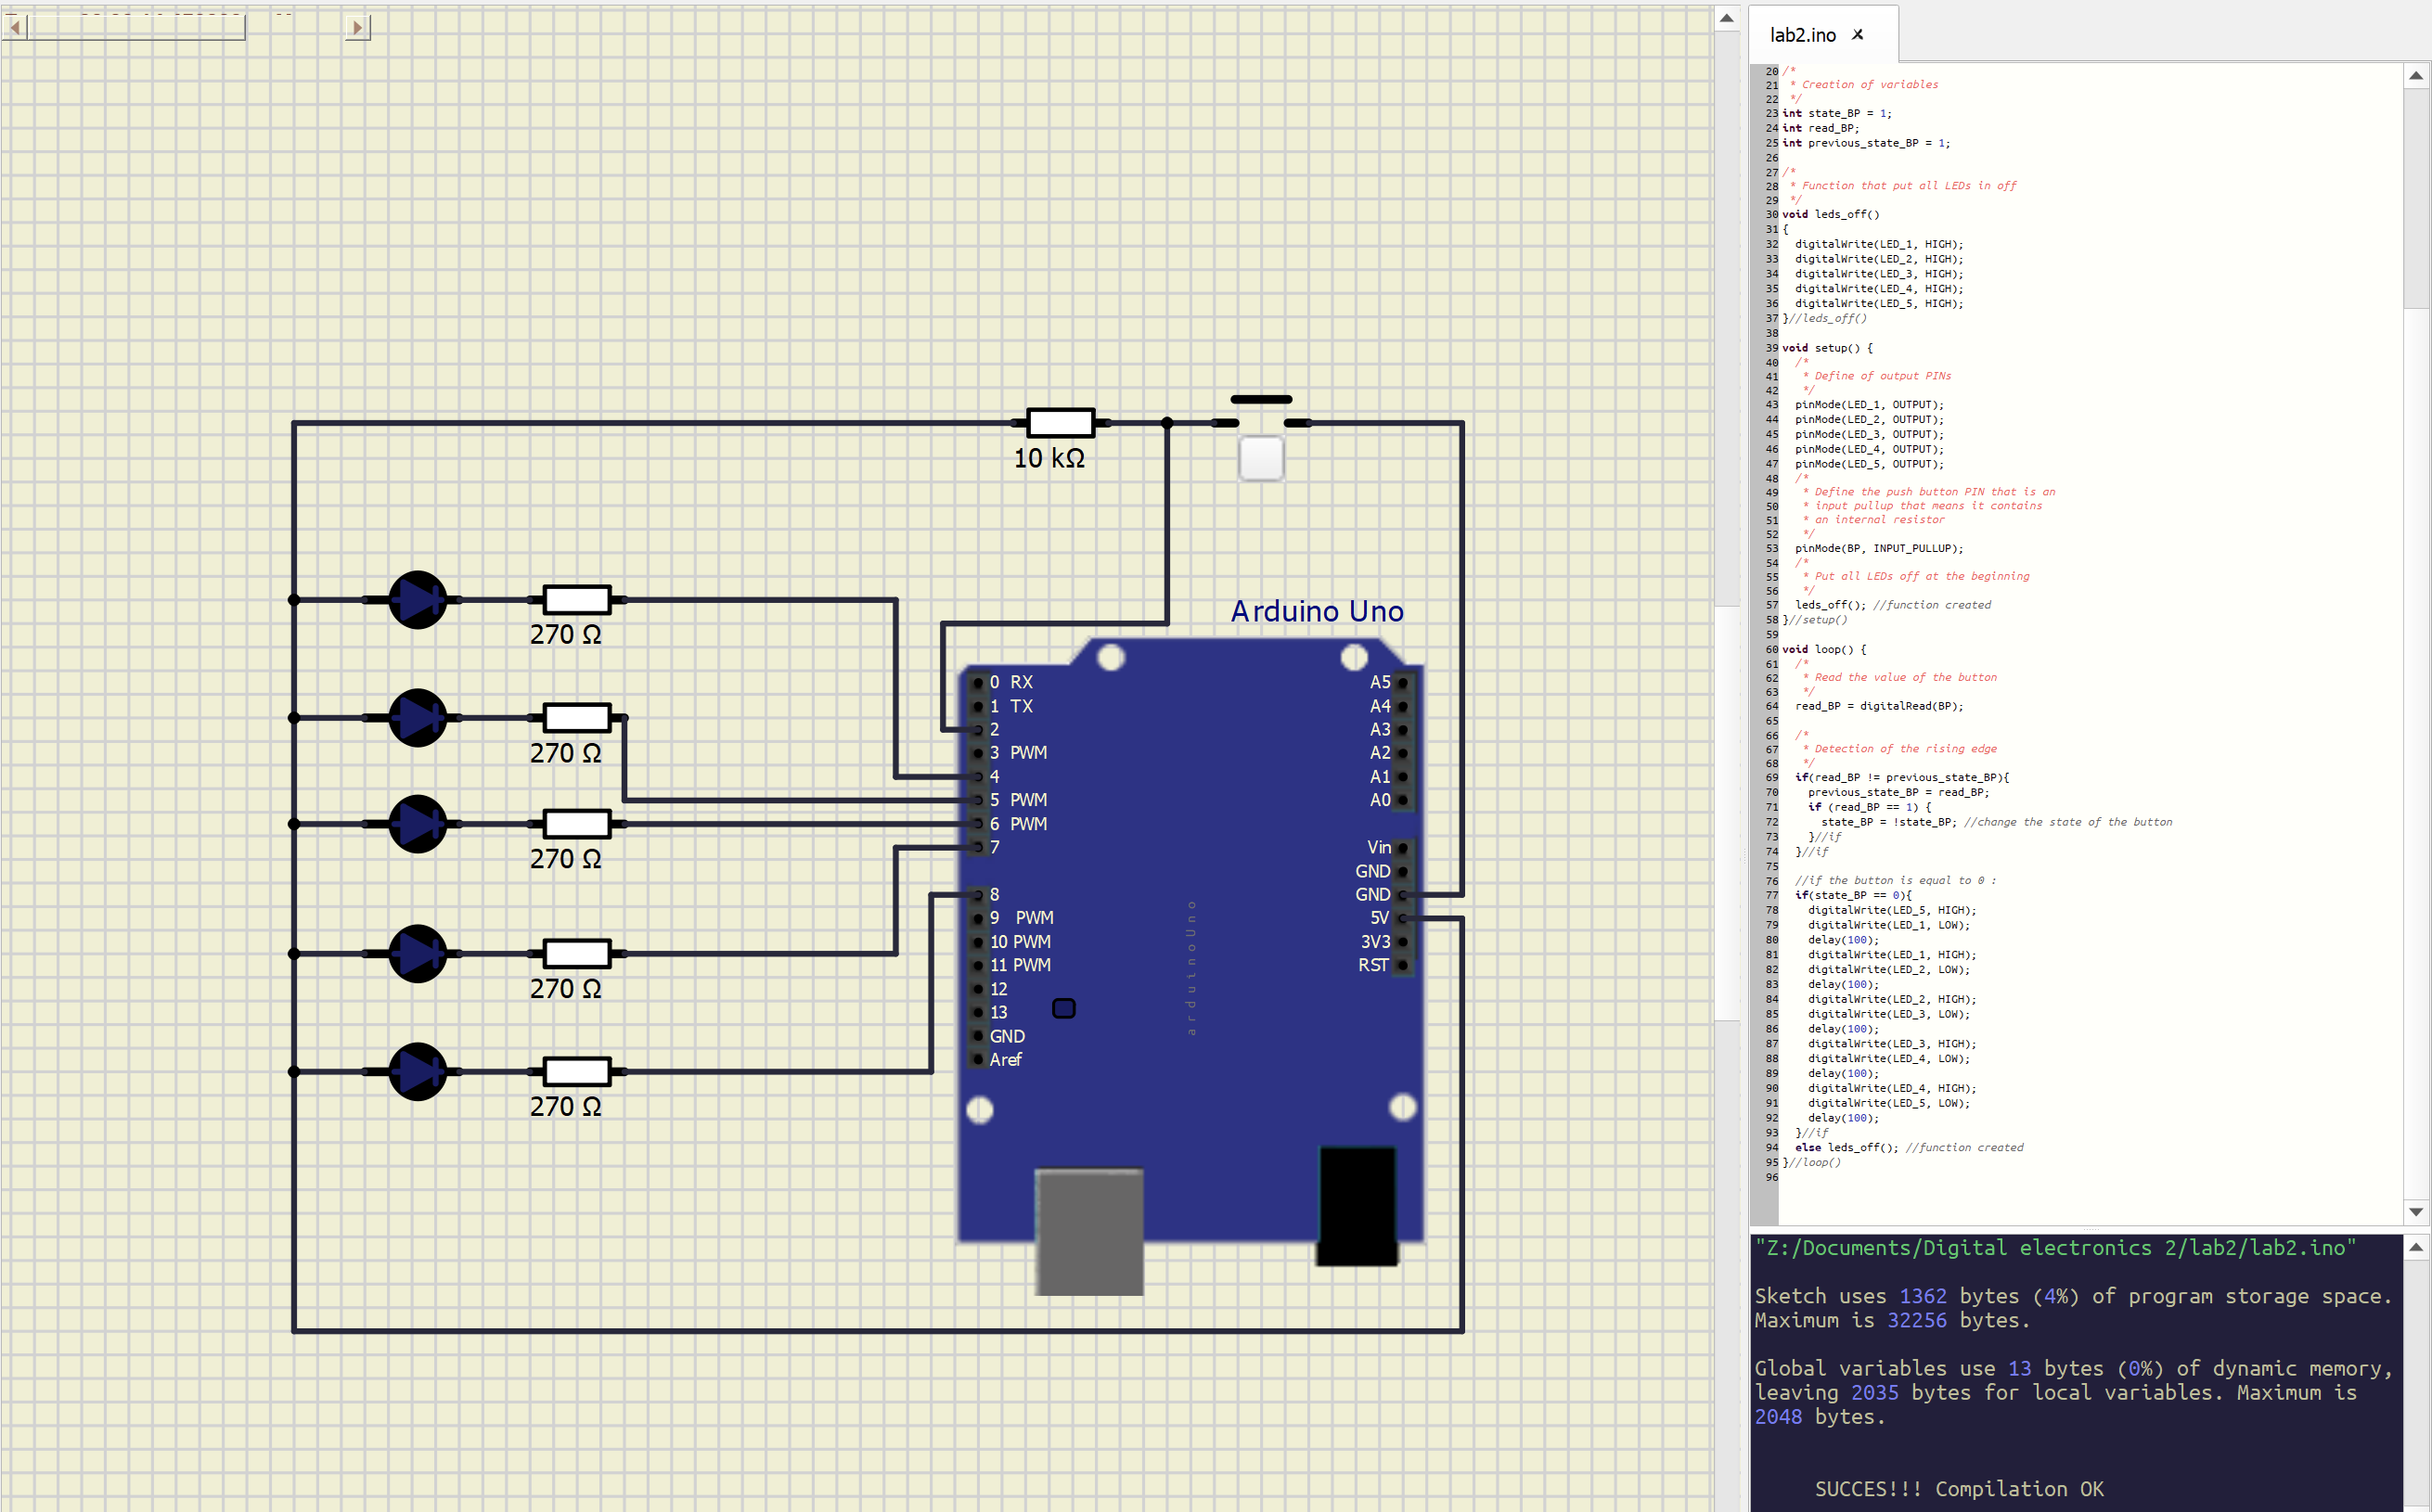 10 kΩ
270 Ω
270 Ω
270 Ω
270 Ω
270 Ω
Arduino Uno
0 RX
1 TX
2
3 PWM
4
5 PWM
6 PWM
7
8
9 PWM
10 PWM
11 PWM
12
13
GND
Aref
A5
A4
A3
A2
A1
A0
Vin
GND
GND
5V
3V3
RST
arduinoUno
lab2.ino
20 /*
21  * Creation of variables
22  */
23 int state_BP = 1;
24 int read_BP;
25 int previous_state_BP = 1;
26
27 /*
28  * Function that put all LEDs in off
29  */
30 void leds_off()
31 {
32   digitalWrite(LED_1, HIGH);
33   digitalWrite(LED_2, HIGH);
34   digitalWrite(LED_3, HIGH);
35   digitalWrite(LED_4, HIGH);
36   digitalWrite(LED_5, HIGH);
37 }//leds_off()
38
39 void setup() {
40   /*
41    * Define of output PINs
42    */
43   pinMode(LED_1, OUTPUT);
44   pinMode(LED_2, OUTPUT);
45   pinMode(LED_3, OUTPUT);
46   pinMode(LED_4, OUTPUT);
47   pinMode(LED_5, OUTPUT);
48   /*
49    * Define the push button PIN that is an
50    * input pullup that means it contains
51    * an internal resistor
52    */
53   pinMode(BP, INPUT_PULLUP);
54   /*
55    * Put all LEDs off at the beginning
56    */
57   leds_off(); //function created
58 }//setup()
59
60 void loop() {
61   /*
62    * Read the value of the button
63    */
64   read_BP = digitalRead(BP);
65
66   /*
67    * Detection of the rising edge
68    */
69   if(read_BP != previous_state_BP){
70     previous_state_BP = read_BP;
71     if (read_BP == 1) {
72       state_BP = !state_BP; //change the state of the button
73     }//if
74   }//if
75
76   //if the button is equal to 0 :
77   if(state_BP == 0){
78     digitalWrite(LED_5, HIGH);
79     digitalWrite(LED_1, LOW);
80     delay(100);
81     digitalWrite(LED_1, HIGH);
82     digitalWrite(LED_2, LOW);
83     delay(100);
84     digitalWrite(LED_2, HIGH);
85     digitalWrite(LED_3, LOW);
86     delay(100);
87     digitalWrite(LED_3, HIGH);
88     digitalWrite(LED_4, LOW);
89     delay(100);
90     digitalWrite(LED_4, HIGH);
91     digitalWrite(LED_5, LOW);
92     delay(100);
93   }//if
94   else leds_off(); //function created
95 }//loop()
96
"Z:/Documents/Digital electronics 2/lab2/lab2.ino"
Sketch uses 1362 bytes (4%) of program storage space.
Maximum is 32256 bytes.
Global variables use 13 bytes (0%) of dynamic memory,
leaving 2035 bytes for local variables. Maximum is
2048 bytes.
SUCCES!!! Compilation OK